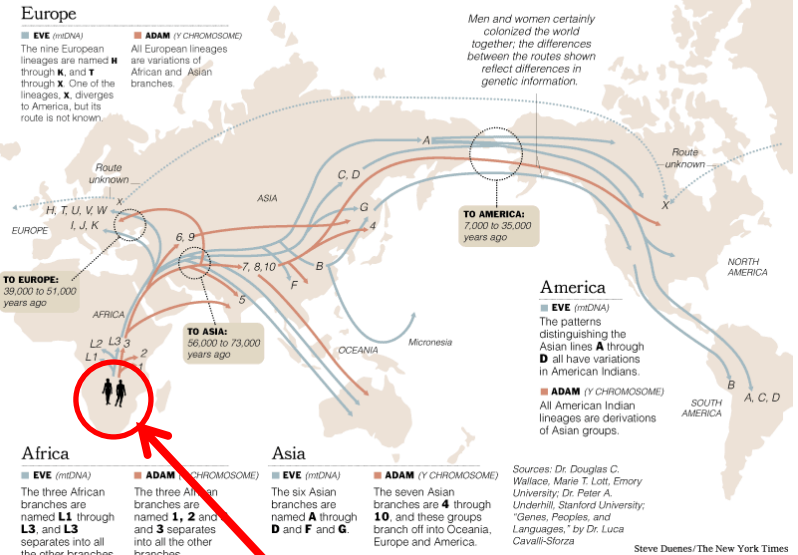 Europe
EVE (mtDNA)
The nine European
lineages are named H
through K, and T
through X. One of the
lineages, X, diverges
to America, but its
route is not known.
ADAM (Y CHROMOSOME)
All European lineages
are variations of
African and Asian
branches.
Men and women certainly
colonized the world
together; the differences
between the routes shown
reflect differences in
genetic information.
Route
unknown
X
H, T, U, V, W
I, J, K
EUROPE
TO EUROPE:
39,000 to 51,000
years ago
ASIA
6, 9
C, D
A
G
4
7, 8,10
B
F
5
TO AMERICA:
7,000 to 35,000
years ago
Route
unknown
X
NORTH
AMERICA
AFRICA
TO ASIA:
56,000 to 73,000
years ago
L2
L3
3
L1
2
1
OCEANIA
Micronesia
America
EVE (mtDNA)
The patterns
distinguishing the
Asian lines A through
D all have variations
in American Indians.
ADAM (Y CHROMOSOME)
All American Indian
lineages are derivations
of Asian groups.
B
A, C, D
SOUTH
AMERICA
Africa
EVE (mtDNA)
The three African
branches are
named L1 through
L3, and L3
separates into all
the other branches
ADAM (Y CHROMOSOME)
The three African
branches are
named 1, 2 and
and 3 separates
into all the other
branches
Asia
EVE (mtDNA)
The six Asian
branches are
named A through
D and F and G.
ADAM (Y CHROMOSOME)
The seven Asian
branches are 4 through
10, and these groups
branch off into Oceania,
Europe and America.
Sources: Dr. Douglas C.
Wallace, Marie T. Lott, Emory
University; Dr. Peter A.
Underhill, Stanford University;
"Genes, Peoples, and
Languages," by Dr. Luca
Cavalli-Sforza
Steve Duenes/The New York Times